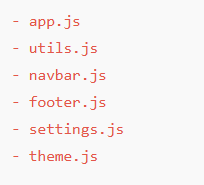 - app.js
- utils.js
- navbar.js
- footer.js
- settings.js
- theme.js